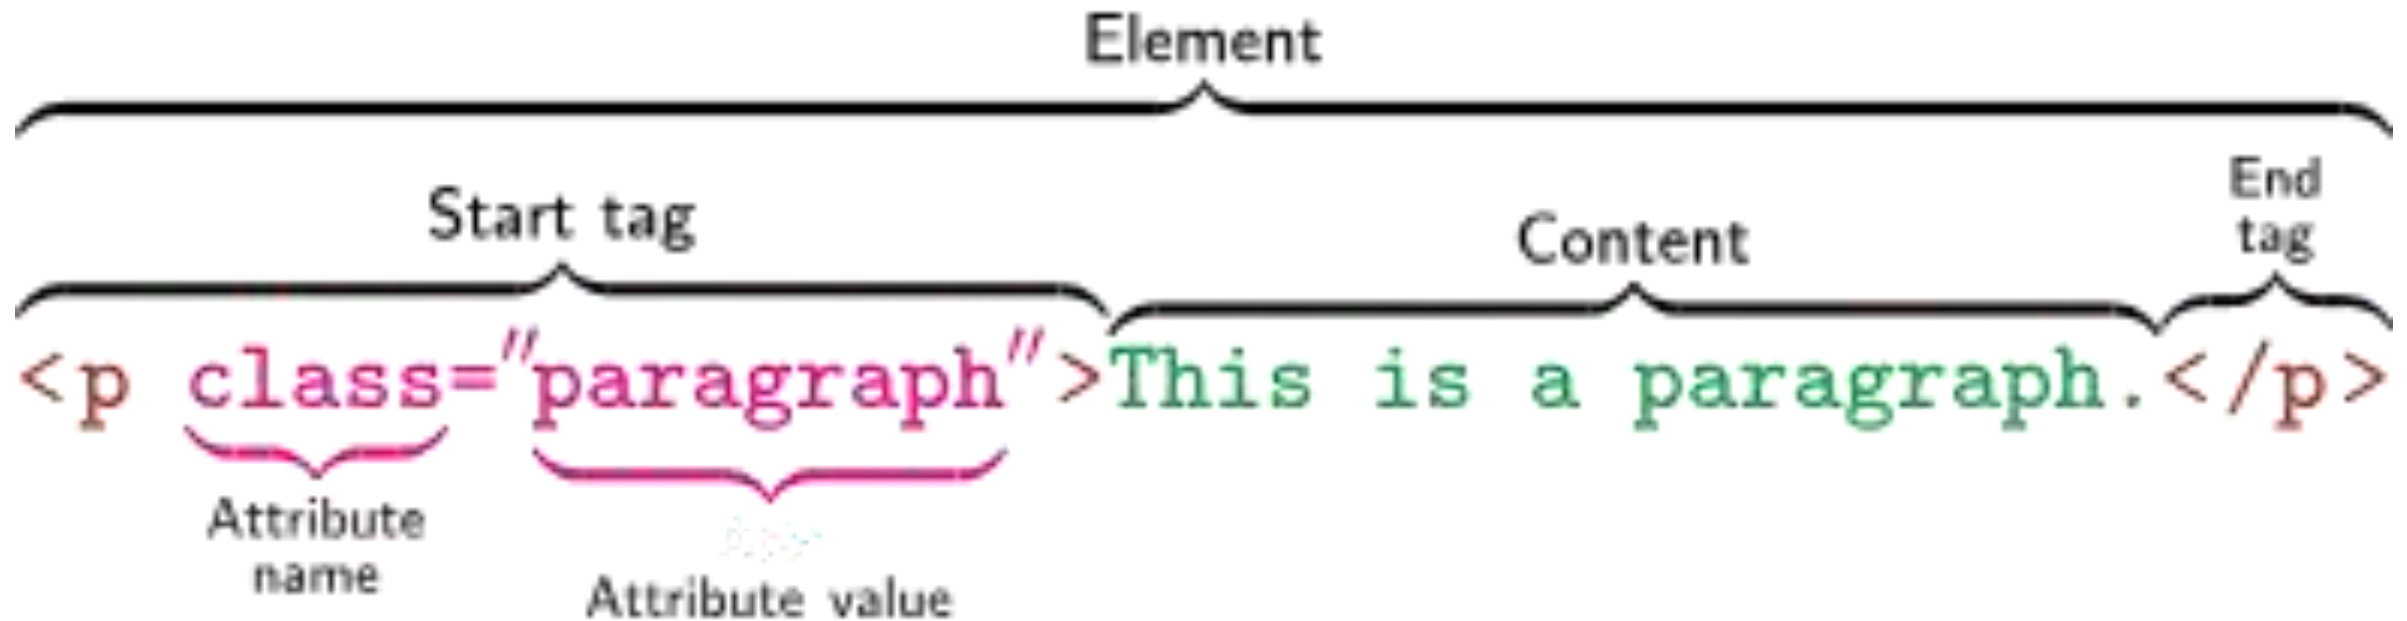 Element
Start tag
Content
End
tag
<p class="paragraph">This is a paragraph.</p>
Attribute
name
Attribute value